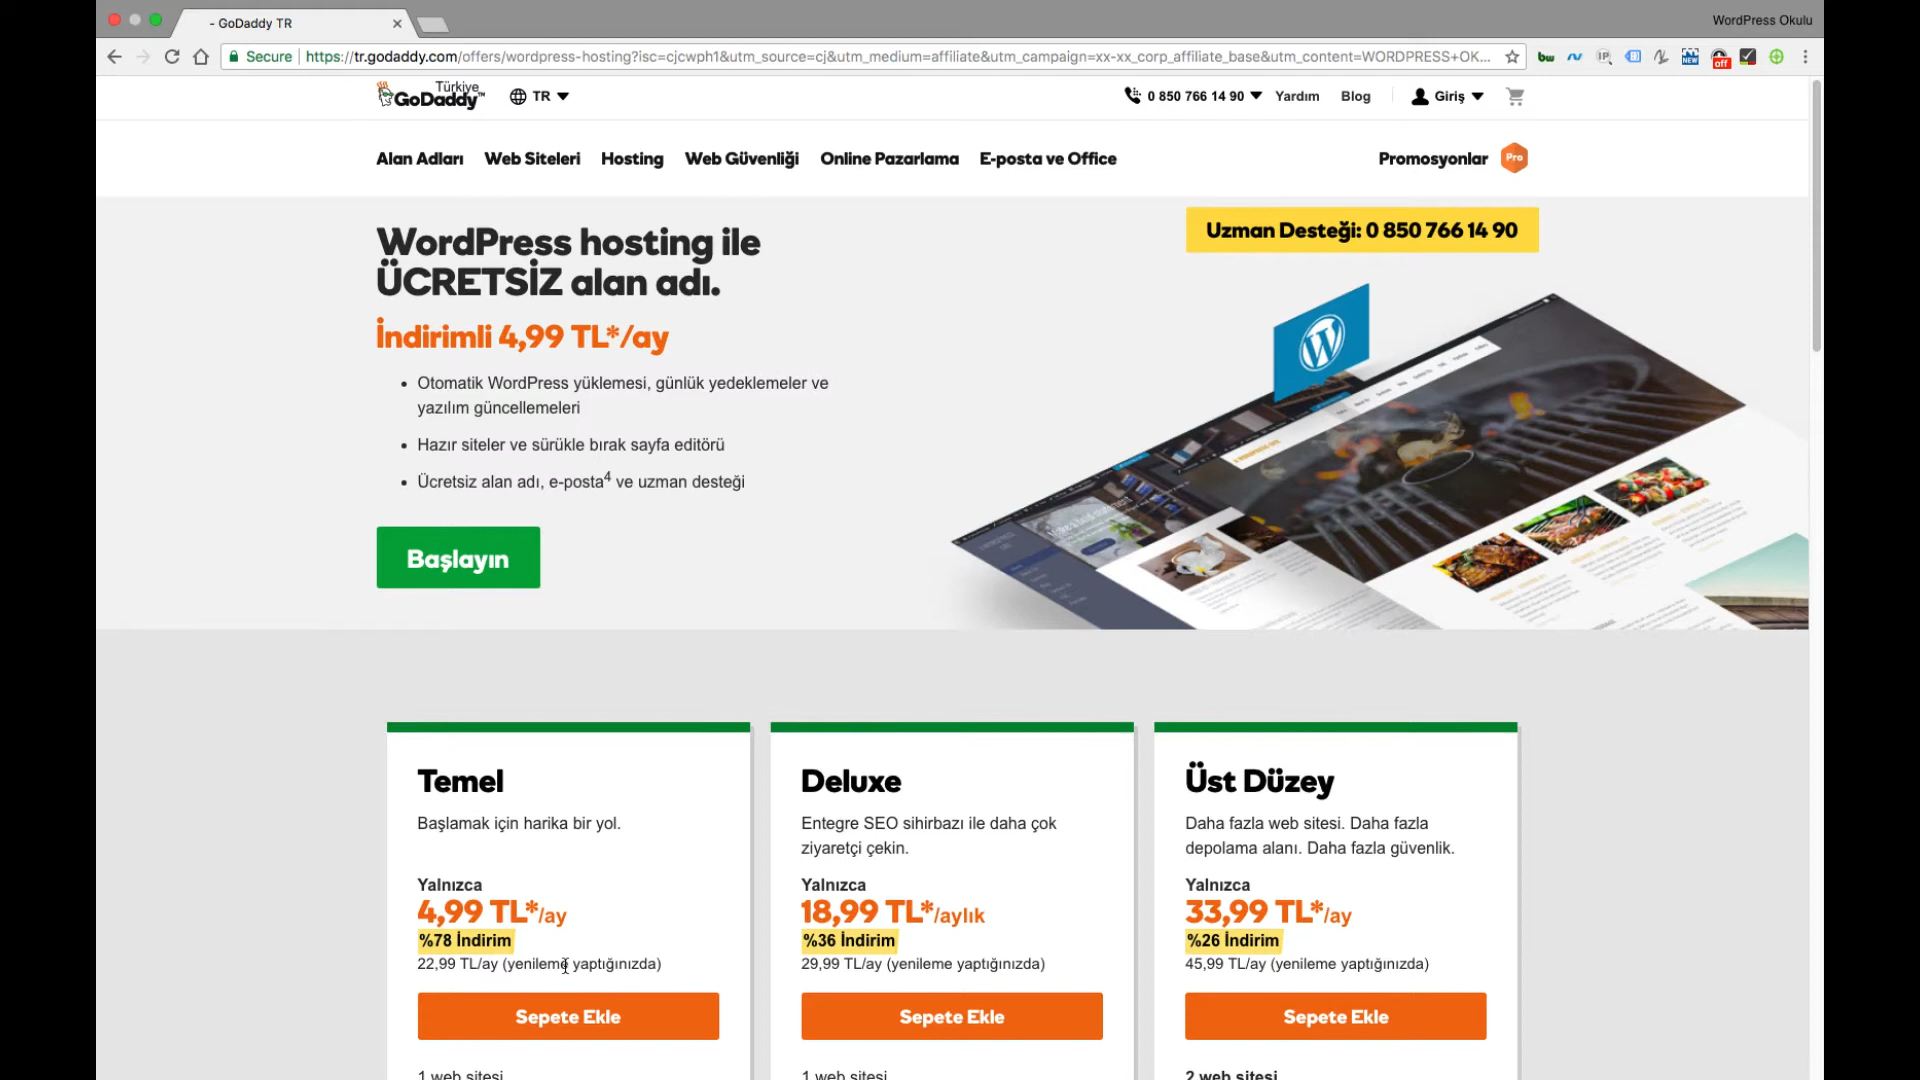 - GoDaddy TR
WordPress Okulu
Secure
https://tr.godaddy.com/offers/wordpress-hosting?isc=cjcwph1&utm_source=cj&utm_medium=affiliate&utm_campaign=xx-xx_corp_affiliate_base&utm_content=WORDPRESS+OK...
Türkiye
GoDaddy™
TR
0 850 766 14 90
Yardım
Blog
Giriş
Alan Adları
Web Siteleri
Hosting
Web Güvenliği
Online Pazarlama
E-posta ve Office
Promosyonlar
Pro
WordPress hosting ile
ÜCRETSİZ alan adı.
İndirimli 4,99 TL*/ay
• Otomatik WordPress yüklemesi, günlük yedeklemeler ve
yazılım güncellemeleri
• Hazır siteler ve sürükle bırak sayfa editörü
• Ücretsiz alan adı, e-posta4 ve uzman desteği
Başlayın
Uzman Desteği: 0 850 766 14 90
Temel
Başlamak için harika bir yol.
Yalnızca
4,99 TL*/ay
%78 İndirim
22,99 TL/ay (yenileme yaptığınızda)
Sepete Ekle
1 web sitesi
Deluxe
Entegre SEO sihirbazı ile daha çok
ziyaretçi çekin.
Yalnızca
18,99 TL*/aylık
%36 İndirim
29,99 TL/ay (yenileme yaptığınızda)
Sepete Ekle
1 web sitesi
Üst Düzey
Daha fazla web sitesi. Daha fazla
depolama alanı. Daha fazla güvenlik.
Yalnızca
33,99 TL*/ay
%26 İndirim
45,99 TL/ay (yenileme yaptığınızda)
Sepete Ekle
2 web sitesi